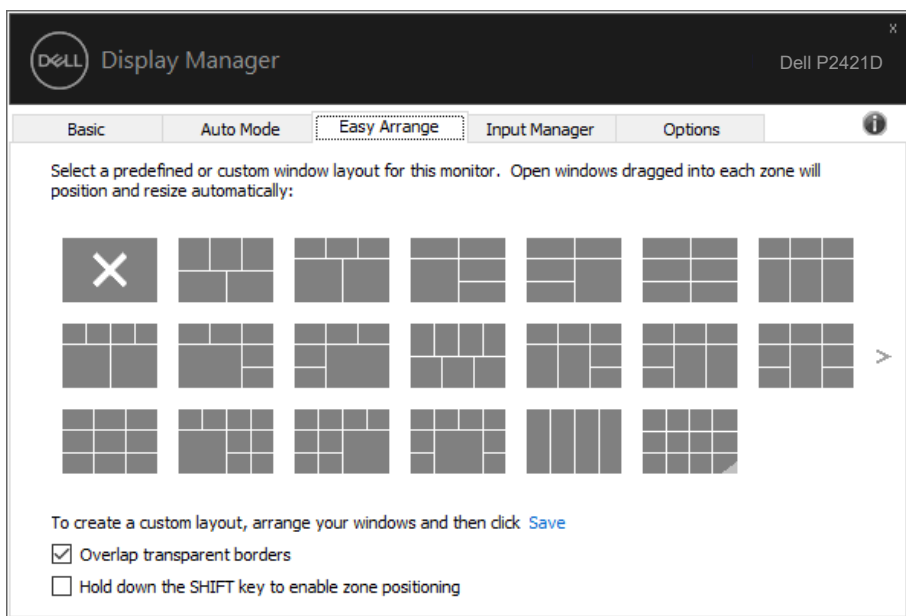 x
DELL Display Manager
Dell P2421D
Basic Auto Mode Easy Arrange Input Manager Options
Select a predefined or custom window layout for this monitor. Open windows dragged into each zone will
position and resize automatically:
>
To create a custom layout, arrange your windows and then click Save
Overlap transparent borders
Hold down the SHIFT key to enable zone positioning